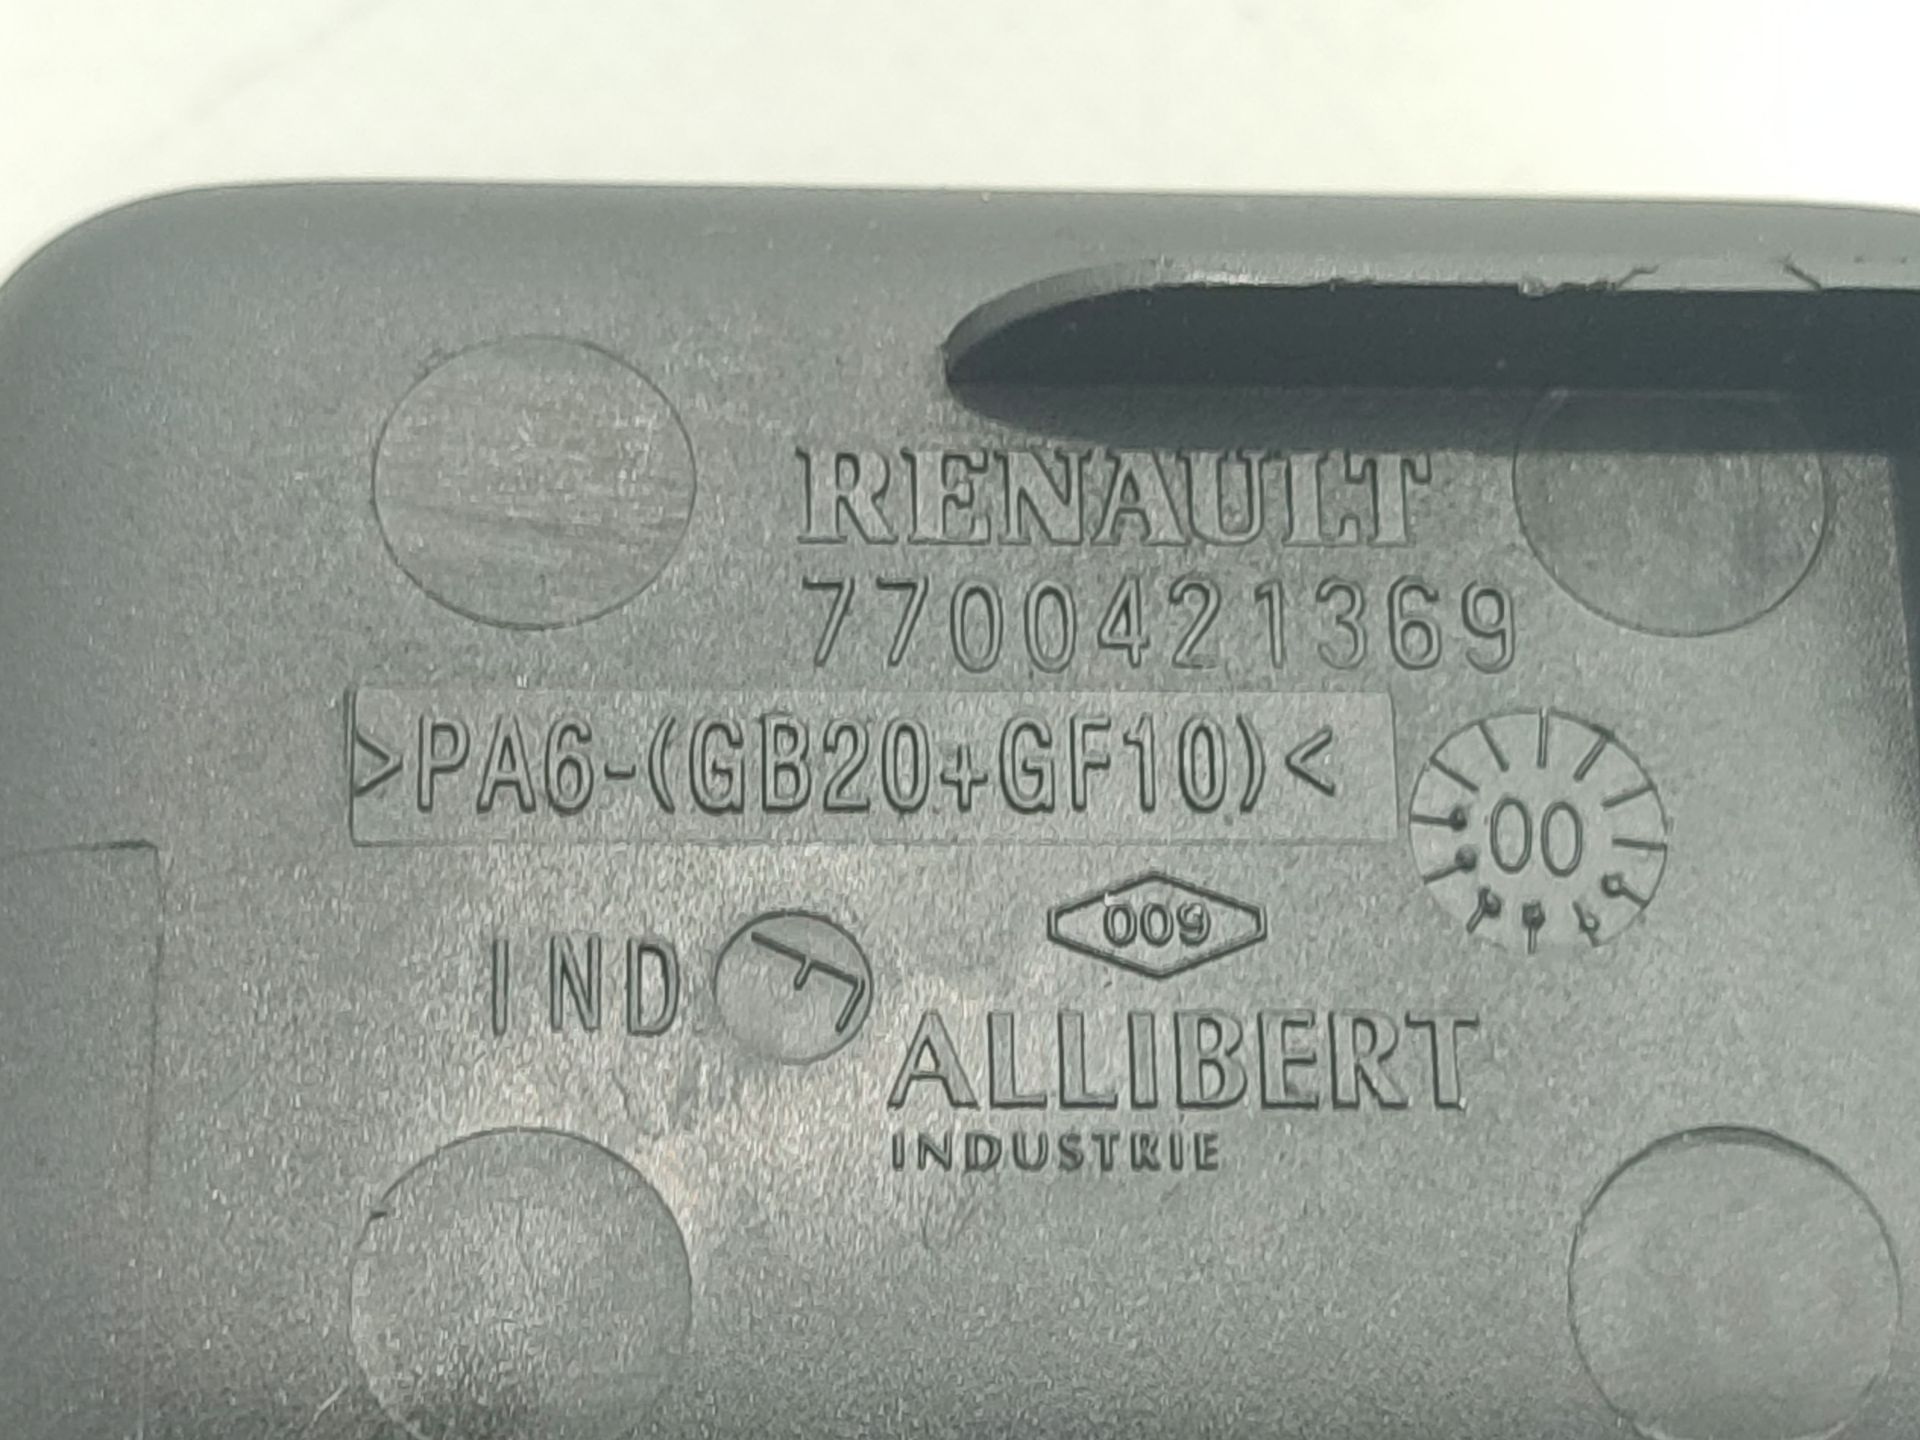 RENAULT
7700421369
>PA6-(GB20+GF10)<
00
009
IND
ALLIBERT
INDUSTRIE